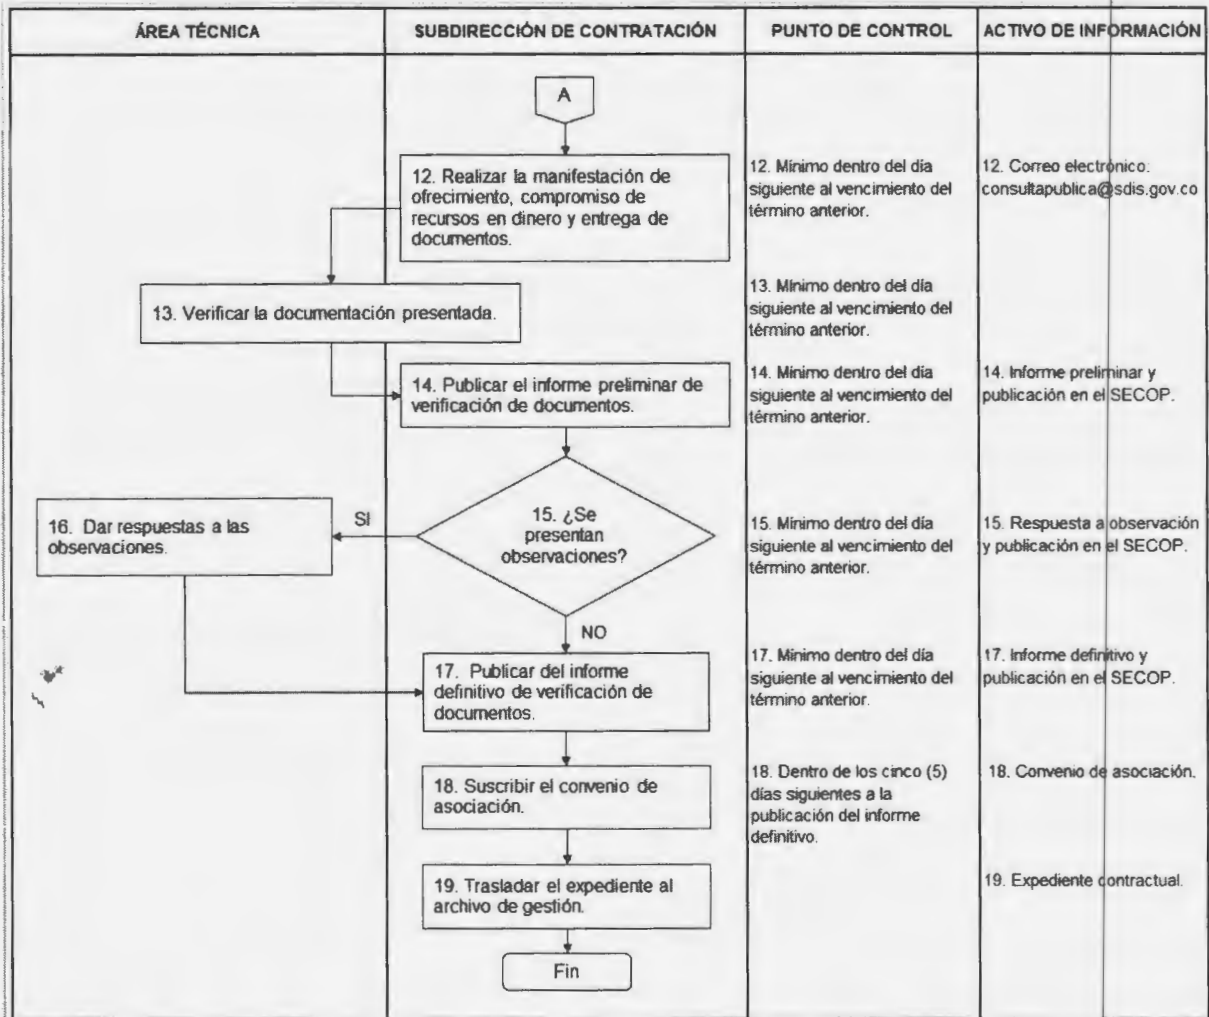 ÁREA TÉCNICA
SUBDIRECCIÓN DE CONTRATACIÓN
PUNTO DE CONTROL
ACTIVO DE INFORMACIÓN
A
12. Realizar la manifestación de
ofrecimiento, compromiso de
recursos en dinero y entrega de
documentos.
12. Mínimo dentro del día
siguiente al vencimiento del
término anterior.
12. Correo electrónico:
consultapublica@sdis.gov.co
13. Verificar la documentación presentada.
13. Mínimo dentro del día
siguiente al vencimiento del
término anterior.
14. Publicar el informe preliminar de
verificación de documentos.
14. Mínimo dentro del día
siguiente al vencimiento del
término anterior.
14. Informe preliminar y
publicación en el SECOP.
16. Dar respuestas a las
observaciones.
SI
15. ¿Se
presentan
observaciones?
15. Mínimo dentro del día
siguiente al vencimiento del
término anterior.
15. Respuesta a observación
y publicación en el SECOP.
NO
17. Publicar del informe
definitivo de verificación de
documentos.
17. Mínimo dentro del día
siguiente al vencimiento del
término anterior.
17. Informe definitivo y
publicación en el SECOP.
18. Suscribir el convenio de
asociación.
18. Dentro de los cinco (5)
días siguientes a la
publicación del informe
definitivo.
18. Convenio de asociación.
19. Trasladar el expediente al
archivo de gestión.
19. Expediente contractual.
Fin